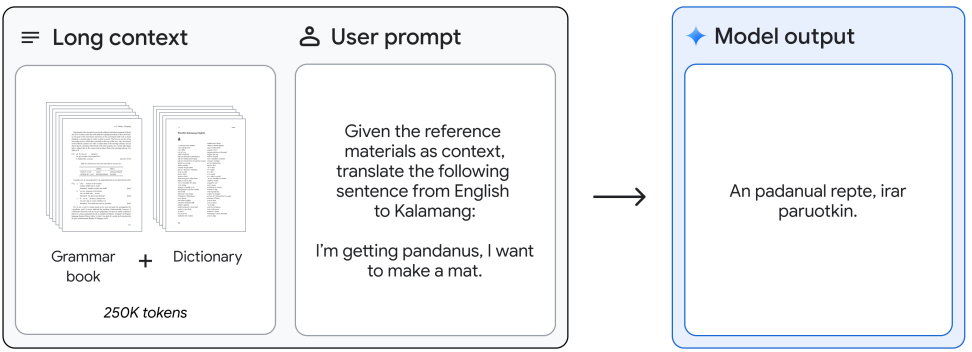 Long context
User prompt
Model output
Grammar
book
+
Dictionary
250K tokens
Given the reference
materials as context,
translate the following
sentence from English
to Kalamang:
I'm getting pandanus, I want
to make a mat.
An padanual repte, irar
paruotkin.